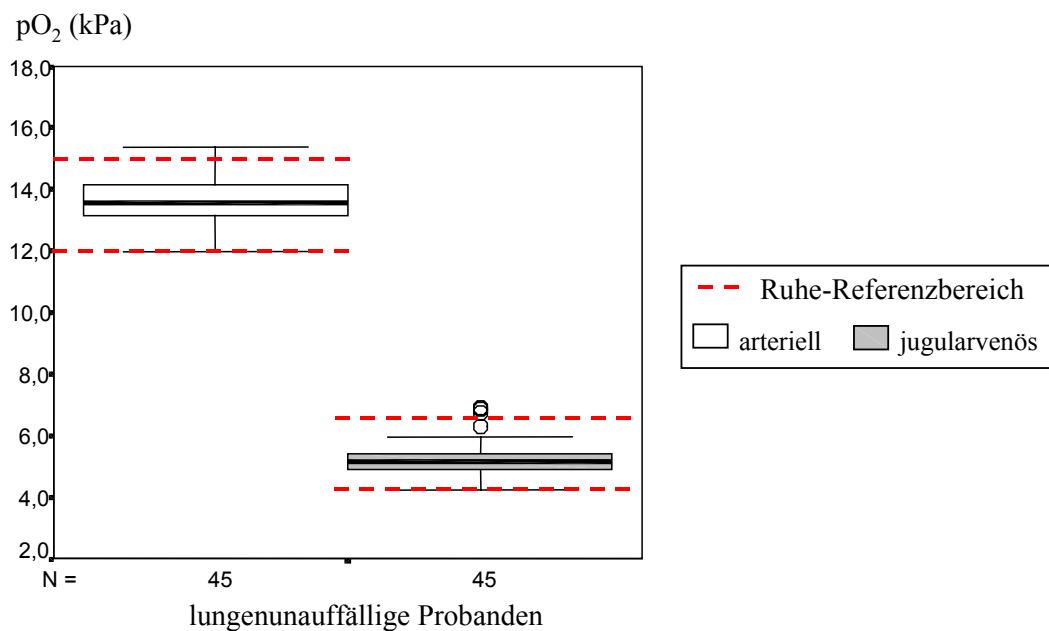 pO₂ (kPa)
18,0
16,0
14,0
12,0
10,0
8,0
6,0
4,0
2,0
N = 45 45
lungenunauffällige Probanden
Ruhe-Referenzbereich
arteriell jugularvenös